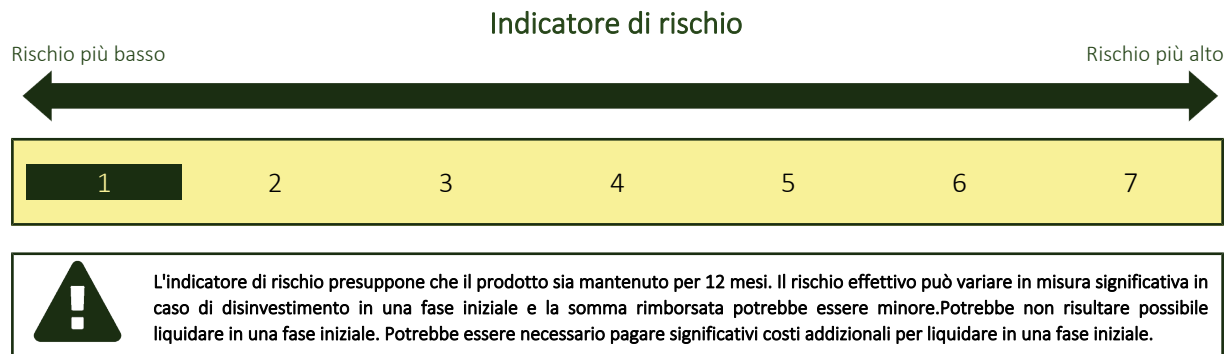 Indicatore di rischio
Rischio più basso Rischio più alto
1 2 3 4 5 6 7
L'indicatore di rischio presuppone che il prodotto sia mantenuto per 12 mesi. Il rischio effettivo può variare in misura significativa in
caso di disinvestimento in una fase iniziale e la somma rimborsata potrebbe essere minore.Potrebbe non risultare possibile
liquidare in una fase iniziale. Potrebbe essere necessario pagare significativi costi addizionali per liquidare in una fase iniziale.